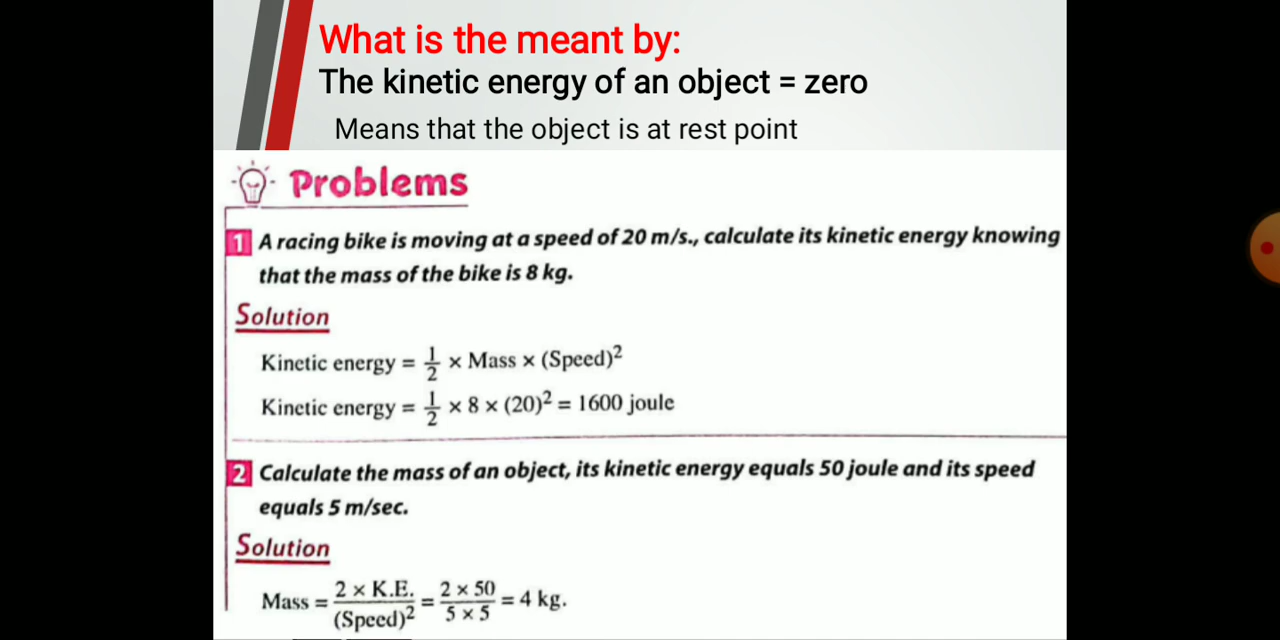 What is the meant by:
The kinetic energy of an object = zero
Means that the object is at rest point
Problems
1 A racing bike is moving at a speed of 20 m/s., calculate its kinetic energy knowing
that the mass of the bike is 8 kg.
Solution
Kinetic energy = 1/2 × Mass × (Speed)²
Kinetic energy = 1/2 × 8 × (20)² = 1600 joule
2 Calculate the mass of an object, its kinetic energy equals 50 joule and its speed
equals 5 m/sec.
Solution
Mass = 2 × K.E. / (Speed)² = 2 × 50 / 5 × 5 = 4 kg.